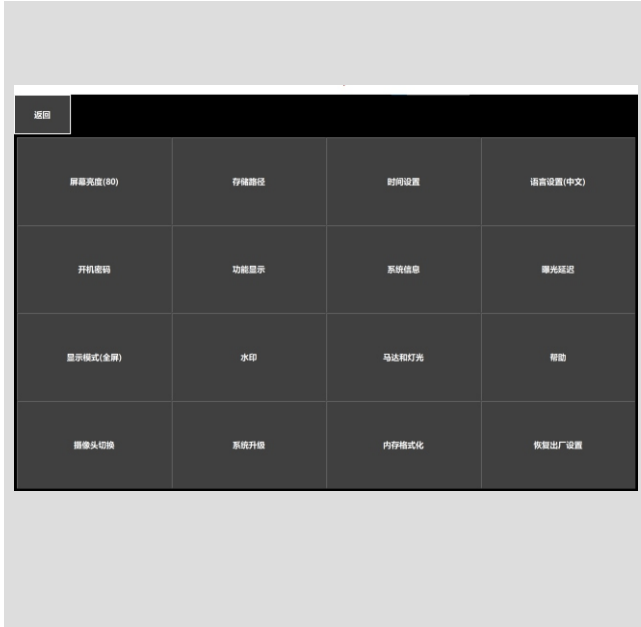 返回
屏幕亮度(80)
存储路径
时间设置
语言设置(中文)
开机密码
功能显示
系统信息
曝光延迟
显示模式(全屏)
水印
马达和灯光
帮助
摄像头切换
系统升级
内存格式化
恢复出厂设置